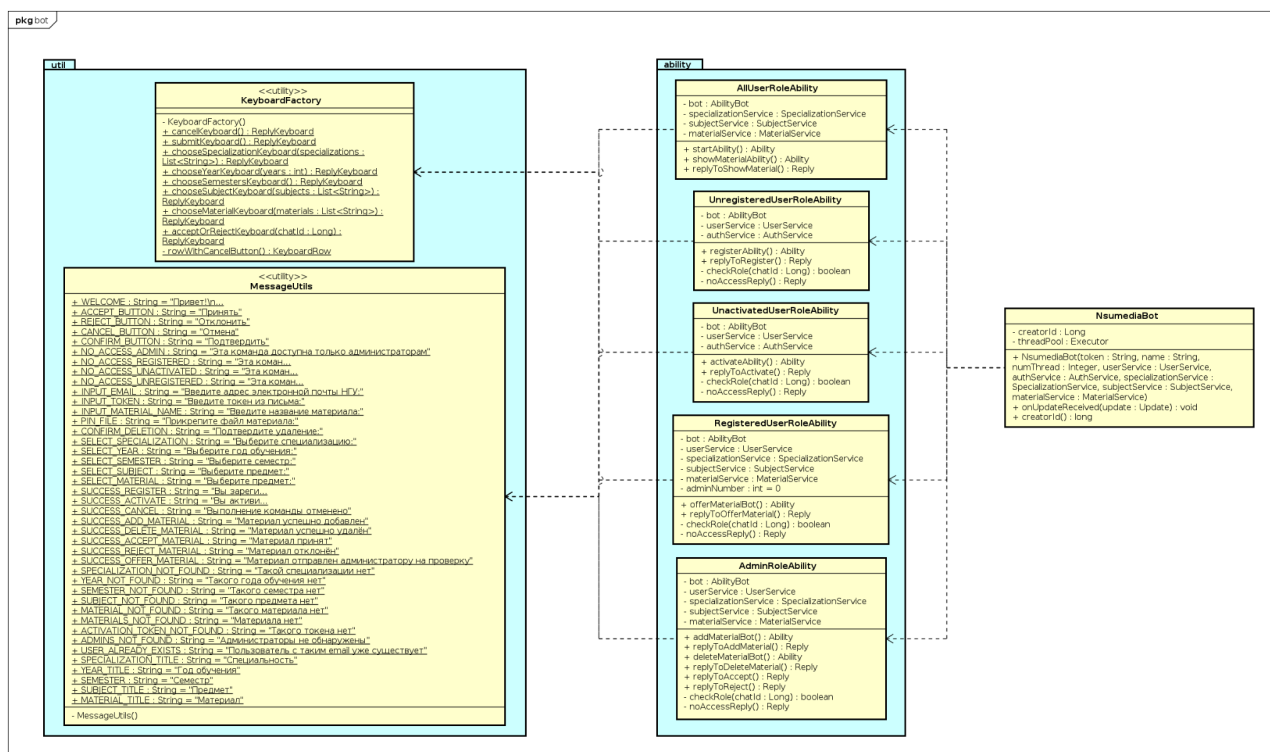 pkg bot
util
<<utility>>
KeyboardFactory
- KeyboardFactory()
+ cancelKeyboard() : ReplyKeyboard
+ submitKeyboard() : ReplyKeyboard
+ chooseSpecializationKeyboard(specializations :
List<String>) : ReplyKeyboard
+ chooseYearKeyboard(years : int) : ReplyKeyboard
+ chooseSemestersKeyboard() : ReplyKeyboard
+ chooseSubjectKeyboard(subjects : List<String>) :
ReplyKeyboard
+ chooseMaterialKeyboard(materials : List<String>) :
ReplyKeyboard
+ acceptOrRejectKeyboard(chatId : Long) :
ReplyKeyboard
- rowWithCancelButton() : KeyboardRow
<<utility>>
MessageUtils
+ WELCOME : String = "Привет!\n...
+ ACCEPT_BUTTON : String = "Принять"
+ REJECT_BUTTON : String = "Отклонить"
+ CANCEL_BUTTON : String = "Отмена"
+ CONFIRM_BUTTON : String = "Подтвердить"
+ NO_ACCESS_ADMIN : String = "Эта команда доступна только администраторам"
+ NO_ACCESS_REGISTERED : String = "Эта коман...
+ NO_ACCESS_UNACTIVATED : String = "Эта коман...
+ NO_ACCESS_UNREGISTERED : String = "Эта коман...
+ INPUT_EMAIL : String = "Введите адрес электронной почты НГУ:"
+ INPUT_TOKEN : String = "Введите токен из письма:"
+ INPUT_MATERIAL_NAME : String = "Введите название материала:"
+ PIN_FILE : String = "Прикрепите файл материала:"
+ CONFIRM_DELETION : String = "Подтвердите удаление:"
+ SELECT_SPECIALIZATION : String = "Выберите специализацию:"
+ SELECT_YEAR : String = "Выберите год обучения:"
+ SELECT_SEMESTER : String = "Выберите семестр:"
+ SELECT_SUBJECT : String = "Выберите предмет:"
+ SELECT_MATERIAL : String = "Выберите предмет:"
+ SUCCESS_REGISTER : String = "Вы зареги...
+ SUCCESS_ACTIVATE : String = "Вы активи...
+ SUCCESS_CANCEL : String = "Выполнение команды отменено"
+ SUCCESS_ADD_MATERIAL : String = "Материал успешно добавлен"
+ SUCCESS_DELETE_MATERIAL : String = "Материал успешно удалён"
+ SUCCESS_ACCEPT_MATERIAL : String = "Материал принят"
+ SUCCESS_REJECT_MATERIAL : String = "Материал отклонён"
+ SUCCESS_OFFER_MATERIAL : String = "Материал отправлен администратору на проверку"
+ SPECIALIZATION_NOT_FOUND : String = "Такой специализации нет"
+ YEAR_NOT_FOUND : String = "Такого года обучения нет"
+ SEMESTER_NOT_FOUND : String = "Такого семестра нет"
+ SUBJECT_NOT_FOUND : String = "Такого предмета нет"
+ MATERIAL_NOT_FOUND : String = "Такого материала нет"
+ MATERIALS_NOT_FOUND : String = "Материала нет"
+ ACTIVATION_TOKEN_NOT_FOUND : String = "Такого токена нет"
+ ADMINS_NOT_FOUND : String = "Администраторы не обнаружены"
+ USER_ALREADY_EXISTS : String = "Пользователь с таким email уже существует"
+ SPECIALIZATION_TITLE : String = "Специальность"
+ YEAR_TITLE : String = "Год обучения"
+ SEMESTER : String = "Семестр"
+ SUBJECT_TITLE : String = "Предмет"
+ MATERIAL_TITLE : String = "Материал"
- MessageUtils()
ability
AllUserRoleAbility
- bot : AbilityBot
- specializationService : SpecializationService
- subjectService : SubjectService
- materialService : MaterialService
+ startAbility() : Ability
+ showMaterialAbility() : Ability
+ replyToShowMaterial() : Reply
UnregisteredUserRoleAbility
- bot : AbilityBot
- userService : UserService
- authService : AuthService
+ registerAbility() : Ability
+ replyToRegister() : Reply
- checkRole(chatId : Long) : boolean
- noAccessReply() : Reply
UnactivatedUserRoleAbility
- bot : AbilityBot
- userService : UserService
- authService : AuthService
+ activateAbility() : Ability
+ replyToActivate() : Reply
- checkRole(chatId : Long) : boolean
- noAccessReply() : Reply
RegisteredUserRoleAbility
- bot : AbilityBot
- userService : UserService
- specializationService : SpecializationService
- subjectService : SubjectService
- materialService : MaterialService
- adminNumber : int = 0
+ offerMaterialBot() : Ability
+ replyToOfferMaterial() : Reply
- checkRole(chatId : Long) : boolean
- noAccessReply() : Reply
AdminRoleAbility
- bot : AbilityBot
- userService : UserService
- specializationService : SpecializationService
- subjectService : SubjectService
- materialService : MaterialService
+ addMaterialBot() : Ability
+ replyToAddMaterial() : Reply
+ deleteMaterialBot() : Ability
+ replyToDeleteMaterial() : Reply
+ replyToAccept() : Reply
+ replyToReject() : Reply
- checkRole(chatId : Long) : boolean
- noAccessReply() : Reply
NsumediaBot
- creatorId : Long
- threadPool : Executor
+ NsumediaBot(token : String, name : String,
numThread : Integer, userService : UserService,
authService : AuthService, specializationService :
SpecializationService, subjectService : SubjectService,
materialService : MaterialService)
+ onUpdateReceived(update : Update) : void
+ creatorId() : long